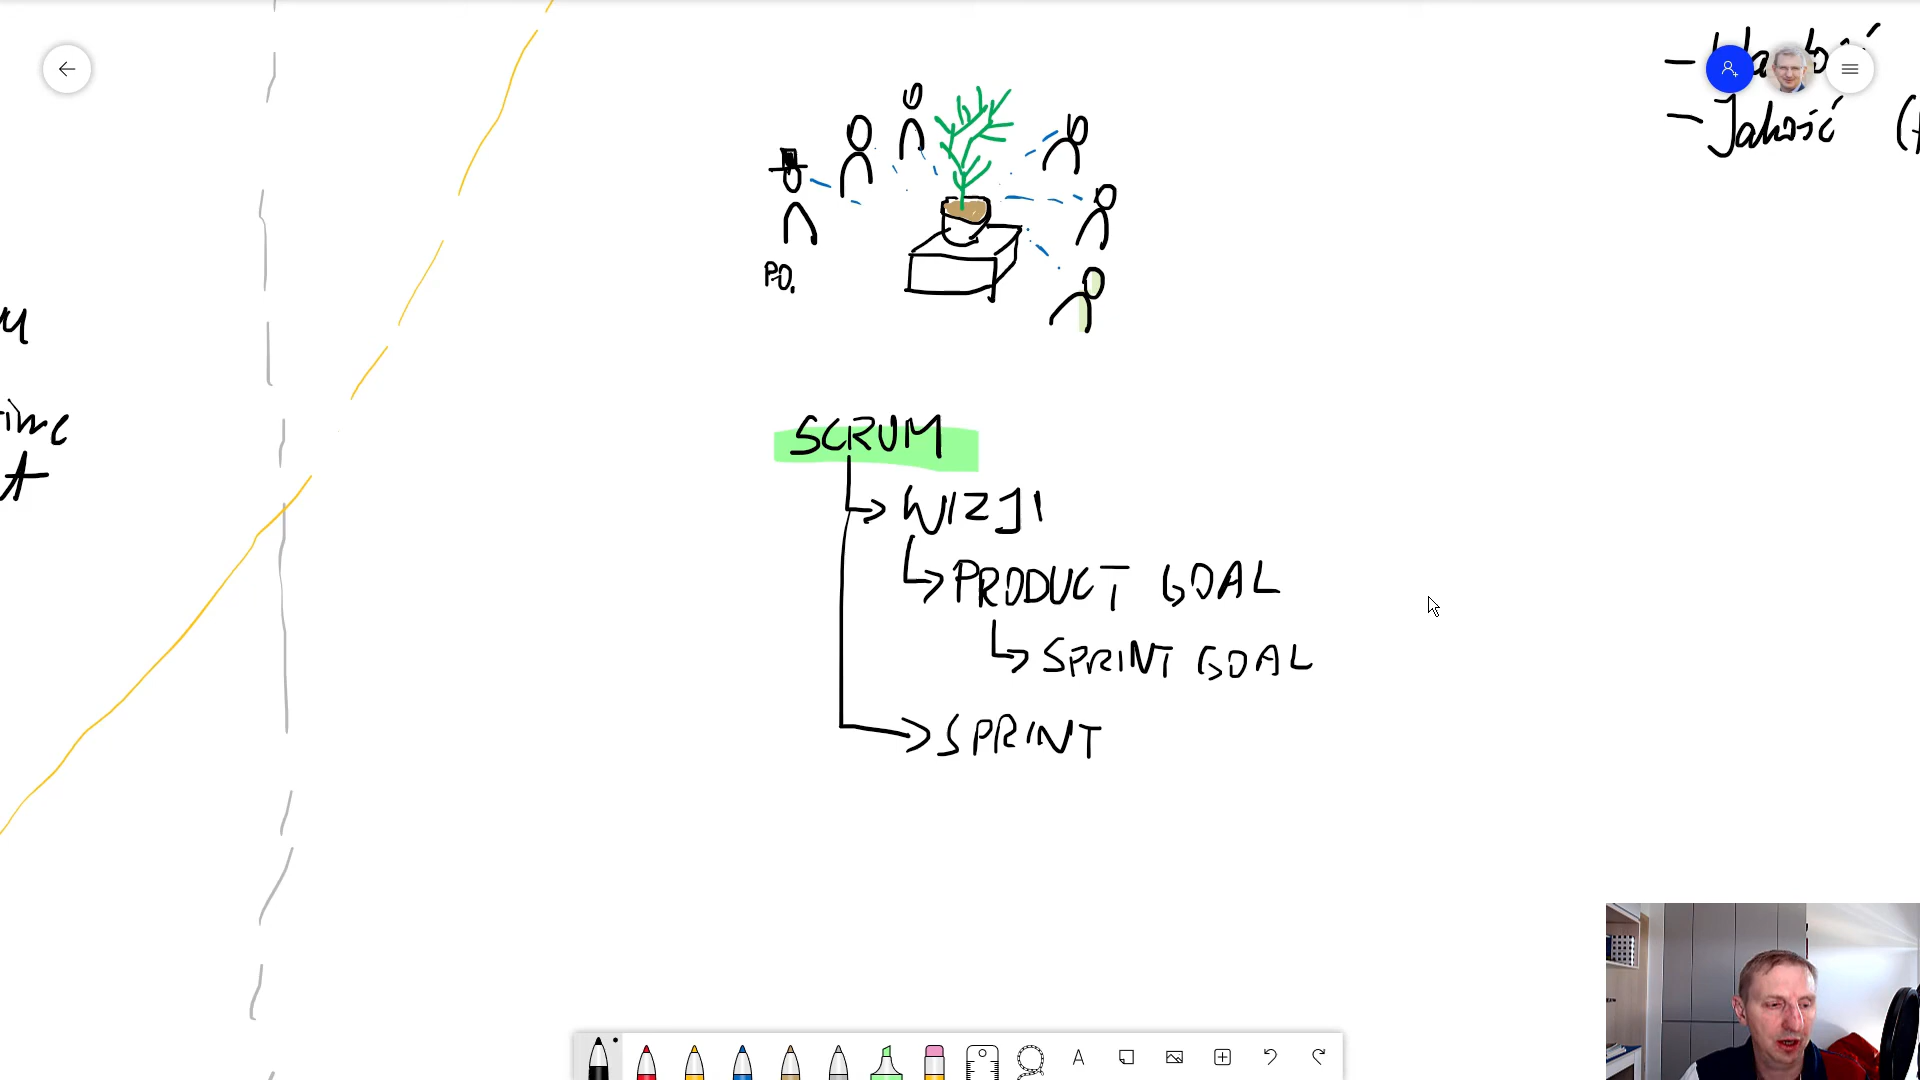 - Jakość
P.O.
SCRUM
WIZJI
PRODUCT GOAL
SPRINT GOAL
SPRINT